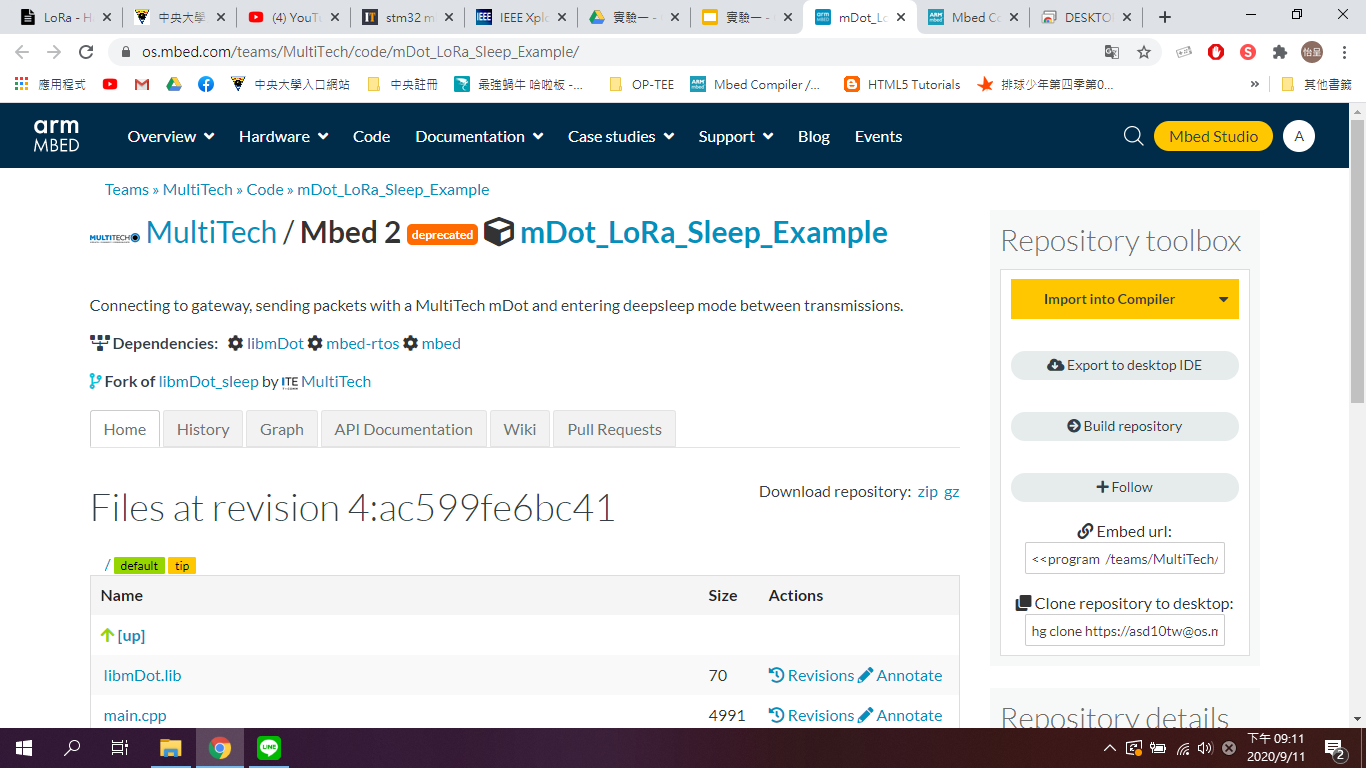 LoRa - H
中央大學
(4) YouTu
stm32 m
IEEE Xplo
實驗一 -
實驗一 -
mDot_Lo
Mbed Co
DESKTO
os.mbed.com/teams/MultiTech/code/mDot_LoRa_Sleep_Example/
怡呈
應用程式
中央大學入口網站
中央註冊
最強蝸牛 哈啦板 -...
OP-TEE
Mbed Compiler /...
HTML5 Tutorials
排球少年第四季第0...
»
其他書籤
arm
MBED
Overview
Hardware
Code
Documentation
Case studies
Support
Blog
Events
Mbed Studio
A
Teams » MultiTech » Code » mDot_LoRa_Sleep_Example
MULTITECH MultiTech / Mbed 2 deprecated mDot_LoRa_Sleep_Example
Connecting to gateway, sending packets with a MultiTech mDot and entering deepsleep mode between transmissions.
Dependencies: libmDot mbed-rtos mbed
Fork of libmDot_sleep by MultiTech
Home
History
Graph
API Documentation
Wiki
Pull Requests
Files at revision 4:ac599fe6bc41
Download repository: zip gz
/ default tip
Name Size Actions
[up]
libmDot.lib 70 Revisions Annotate
main.cpp 4991 Revisions Annotate
Repository toolbox
Import into Compiler
Export to desktop IDE
Build repository
Follow
Embed url:
<<program /teams/MultiTech/
Clone repository to desktop:
hg clone https://asd10tw@os.m
Repository details
下午 09:11
2020/9/11
2